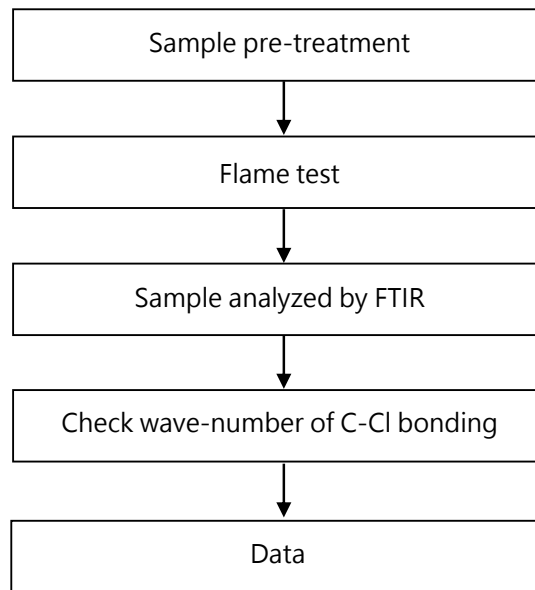 Sample pre-treatment
Flame test
Sample analyzed by FTIR
Check wave-number of C-Cl bonding
Data